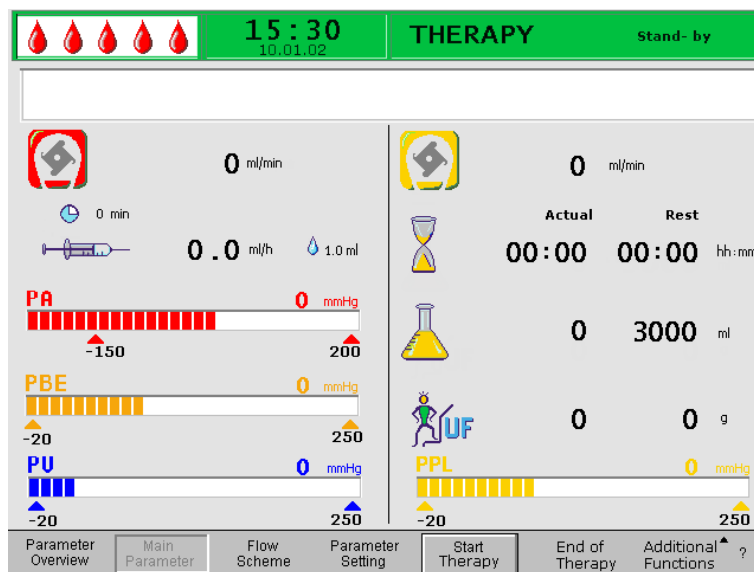 15:30
10.01.02
THERAPY
Stand- by
0 ml/min
0 min
0.0 ml/h
1.0 ml
PA 0 mmHg
-150 200
PBE 0 mmHg
-20 250
PV 0 mmHg
-20 250
0 ml/min
Actual Rest
00:00 00:00 hh:mm
0 3000 ml
UF 0 0 g
PPL 0 mmHg
-20 250
Parameter Overview
Main Parameter
Flow Scheme
Parameter Setting
Start Therapy
End of Therapy
Additional Functions
?